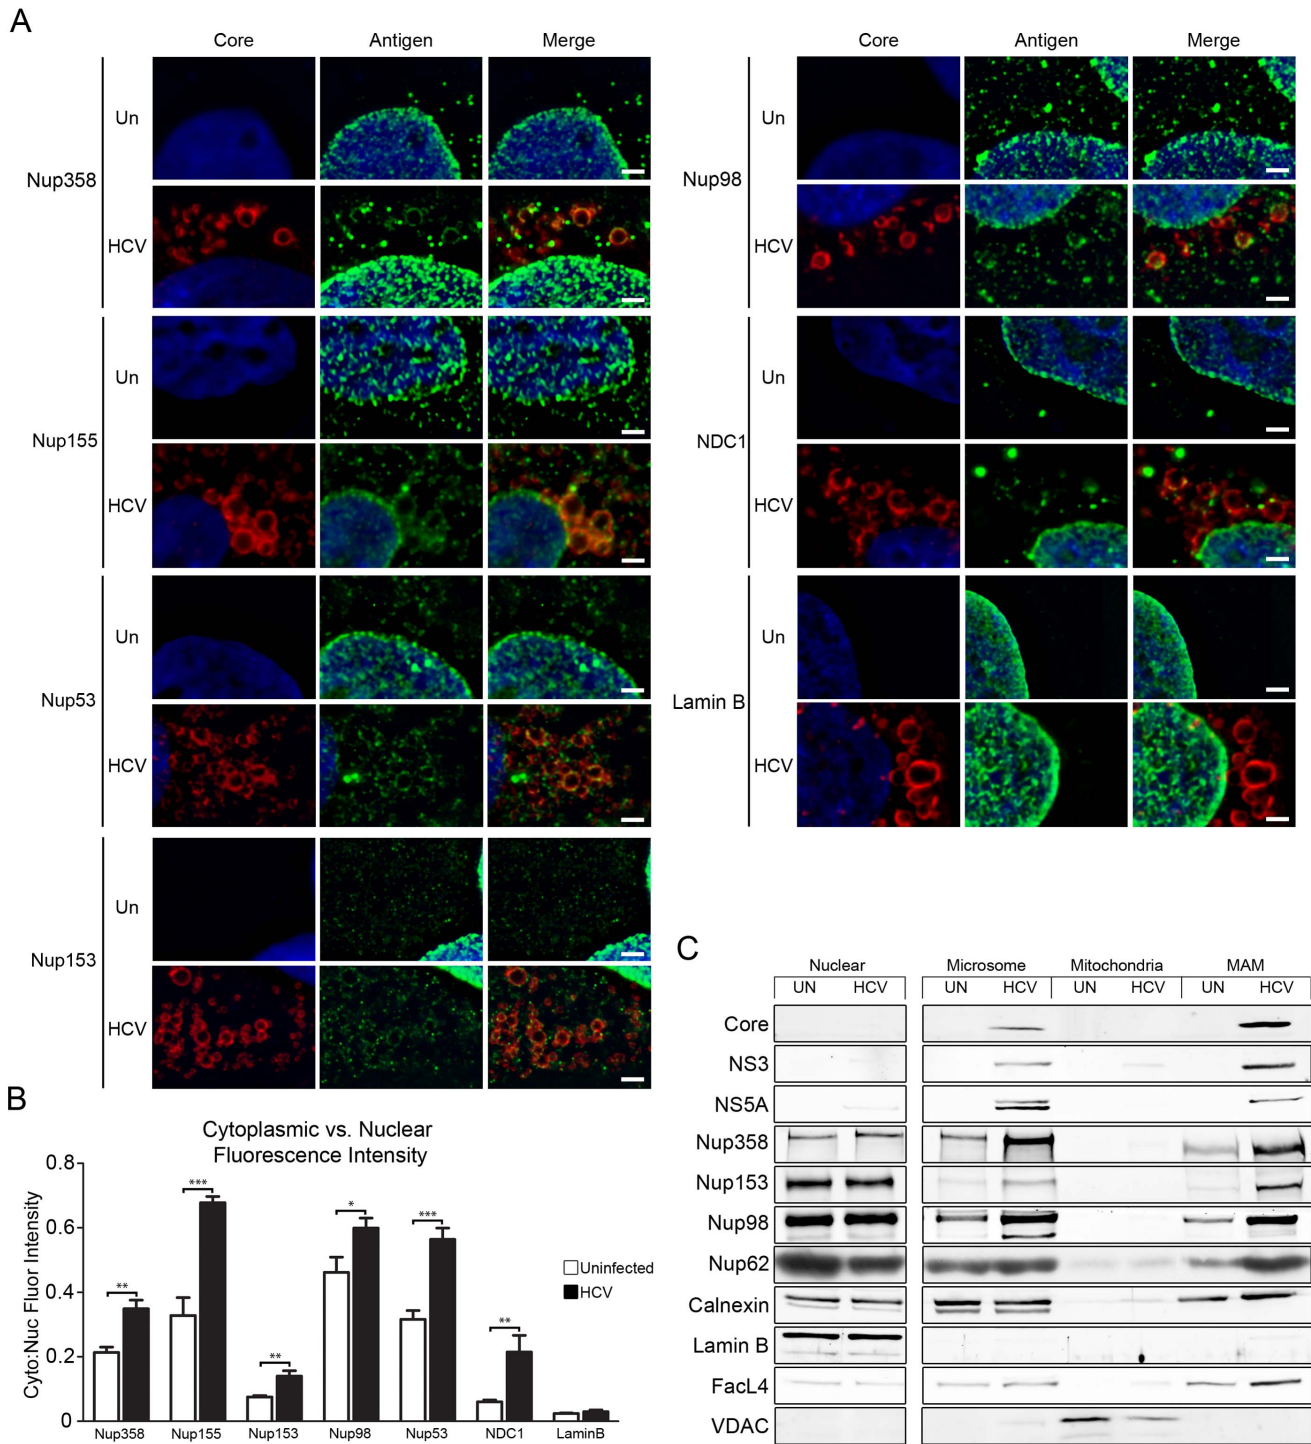 A
Core Antigen Merge
Nup358
Un
HCV
Nup155
Un
HCV
Nup53
Un
HCV
Nup153
Un
HCV
Core Antigen Merge
Nup98
Un
HCV
NDC1
Un
HCV
Lamin B
Un
HCV
B
Cytoplasmic vs. Nuclear
Fluorescence Intensity
Cyto:Nuc Fluor Intensity
0.8
0.6
0.4
0.2
0
** *** ** * *** **
Uninfected
HCV
Nup358 Nup155 Nup153 Nup98 Nup53 NDC1 LaminB
C
Nuclear Microsome Mitochondria MAM
UN HCV UN HCV UN HCV UN HCV
Core
NS3
NS5A
Nup358
Nup153
Nup98
Nup62
Calnexin
Lamin B
FacL4
VDAC